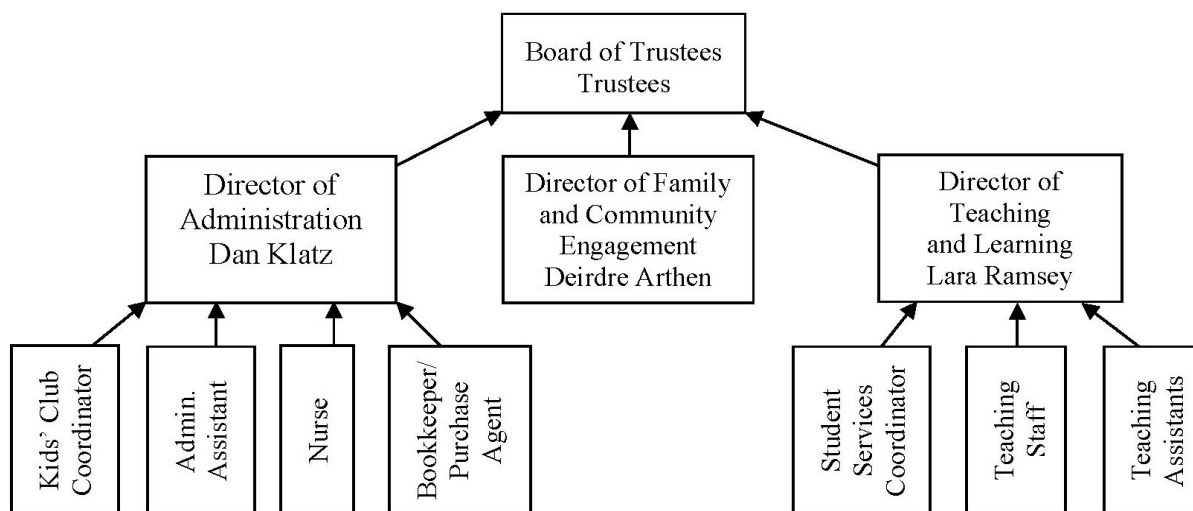 Board of Trustees
Trustees
Director of
Administration
Dan Klatz
Director of Family
and Community
Engagement
Deirdre Arthen
Director of
Teaching
and Learning
Lara Ramsey
Kids’ Club
Coordinator
Admin.
Assistant
Nurse
Bookkeeper/
Purchase
Agent
Student
Services
Coordinator
Teaching
Staff
Teaching
Assistants